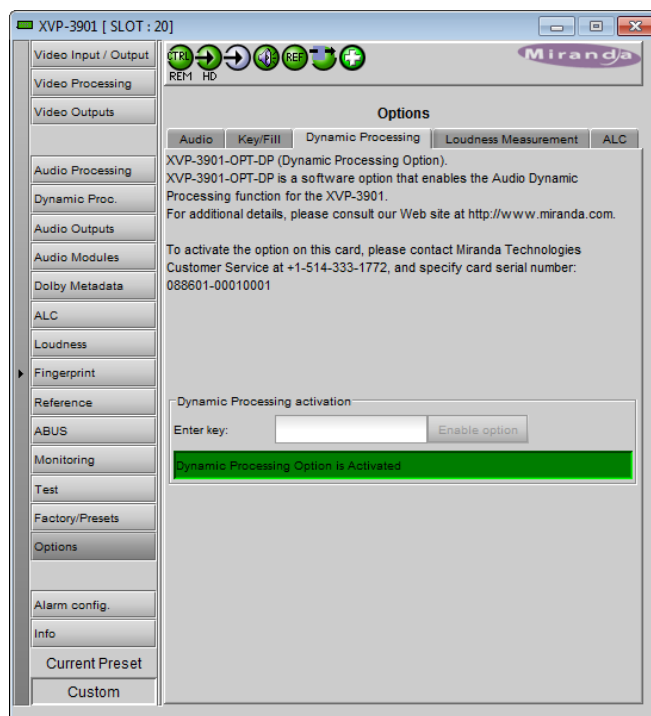 XVP-3901 [ SLOT : 20]
Video Input / Output
Video Processing
Video Outputs
Audio Processing
Dynamic Proc.
Audio Outputs
Audio Modules
Dolby Metadata
ALC
Loudness
Fingerprint
Reference
ABUS
Monitoring
Test
Factory/Presets
Options
Alarm config.
Info
Current Preset
Custom
CTRL
REF
REM HD
Miranda
Options
Audio Key/Fill Dynamic Processing Loudness Measurement ALC
XVP-3901-OPT-DP (Dynamic Processing Option).
XVP-3901-OPT-DP is a software option that enables the Audio Dynamic
Processing function for the XVP-3901.
For additional details, please consult our Web site at http://www.miranda.com.
To activate the option on this card, please contact Miranda Technologies
Customer Service at +1-514-333-1772, and specify card serial number:
088601-00010001
Dynamic Processing activation
Enter key: Enable option
Dynamic Processing Option is Activated